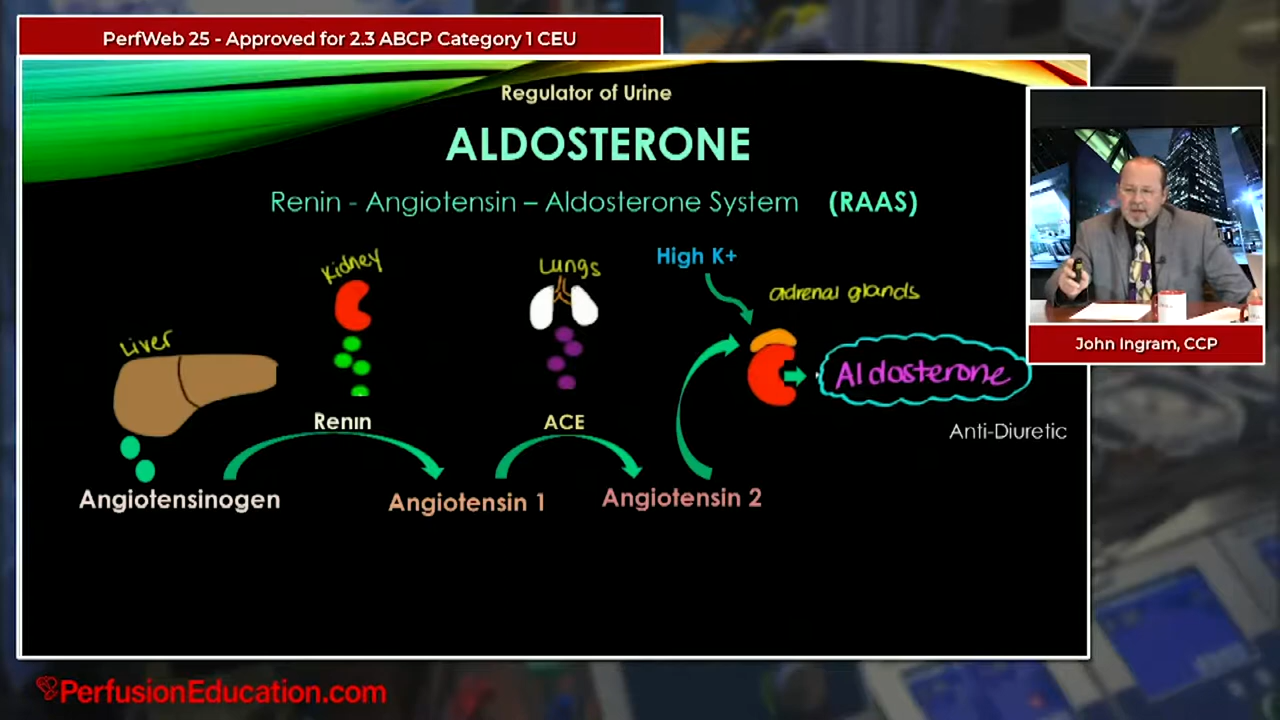 PerfWeb 25 - Approved for 2.3 ABCP Category 1 CEU
Regulator of Urine
ALDOSTERONE
Renin - Angiotensin – Aldosterone System (RAAS)
Kidney
Lungs
High K+
adrenal glands
Liver
Aldosterone
John Ingram, CCP
Renin
ACE
Anti-Diuretic
Angiotensinogen
Angiotensin 1
Angiotensin 2
PerfusionEducation.com